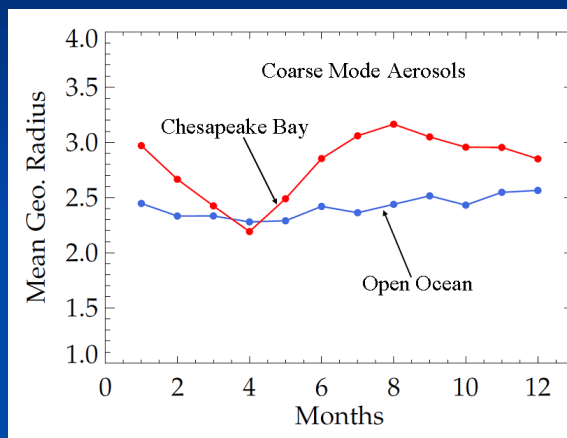 4.0
Coarse Mode Aerosols
3.5
Chesapeake Bay
3.0
Mean Geo. Radius
2.5
2.0
Open Ocean
1.5
1.0
0 2 4 6 8 10 12
Months